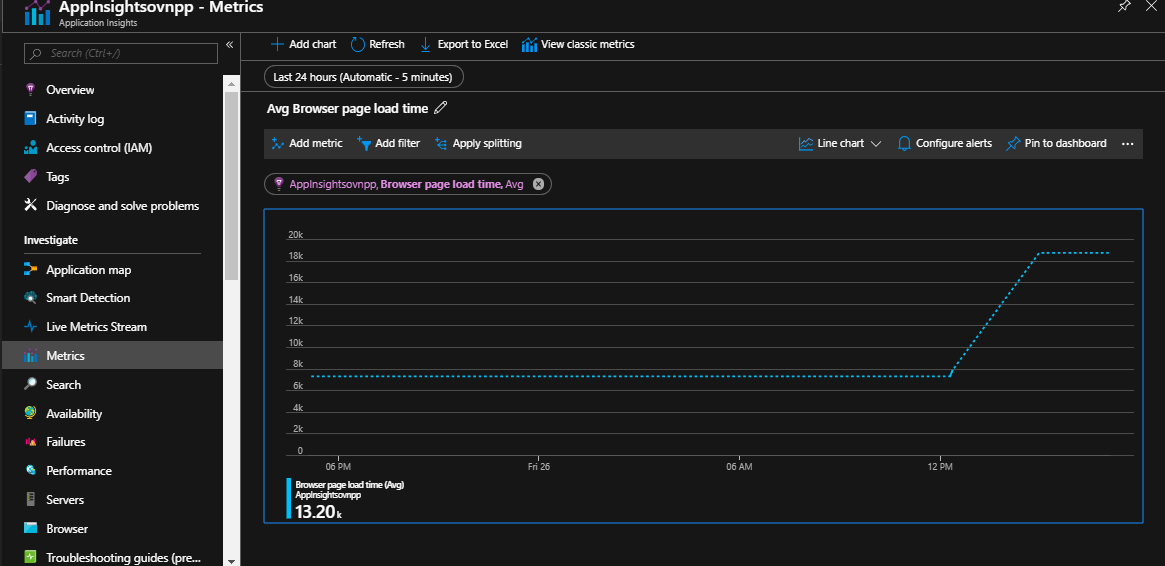 AppInsightsovnpp - Metrics
Application Insights
Search (Ctrl+/)
«
Overview
Activity log
Access control (IAM)
Tags
Diagnose and solve problems
Investigate
Application map
Smart Detection
Live Metrics Stream
Metrics
Search
Availability
Failures
Performance
Servers
Browser
Troubleshooting guides (pre...
Add chart Refresh Export to Excel View classic metrics
Last 24 hours (Automatic - 5 minutes)
Avg Browser page load time
Add metric Add filter Apply splitting Line chart Configure alerts Pin to dashboard ...
AppInsightsovnpp, Browser page load time, Avg
20k
18k
16k
14k
12k
10k
8k
6k
4k
2k
0
06 PM Fri 26 06 AM 12 PM
Browser page load time (Avg)
AppInsightsovnpp
13.20 k